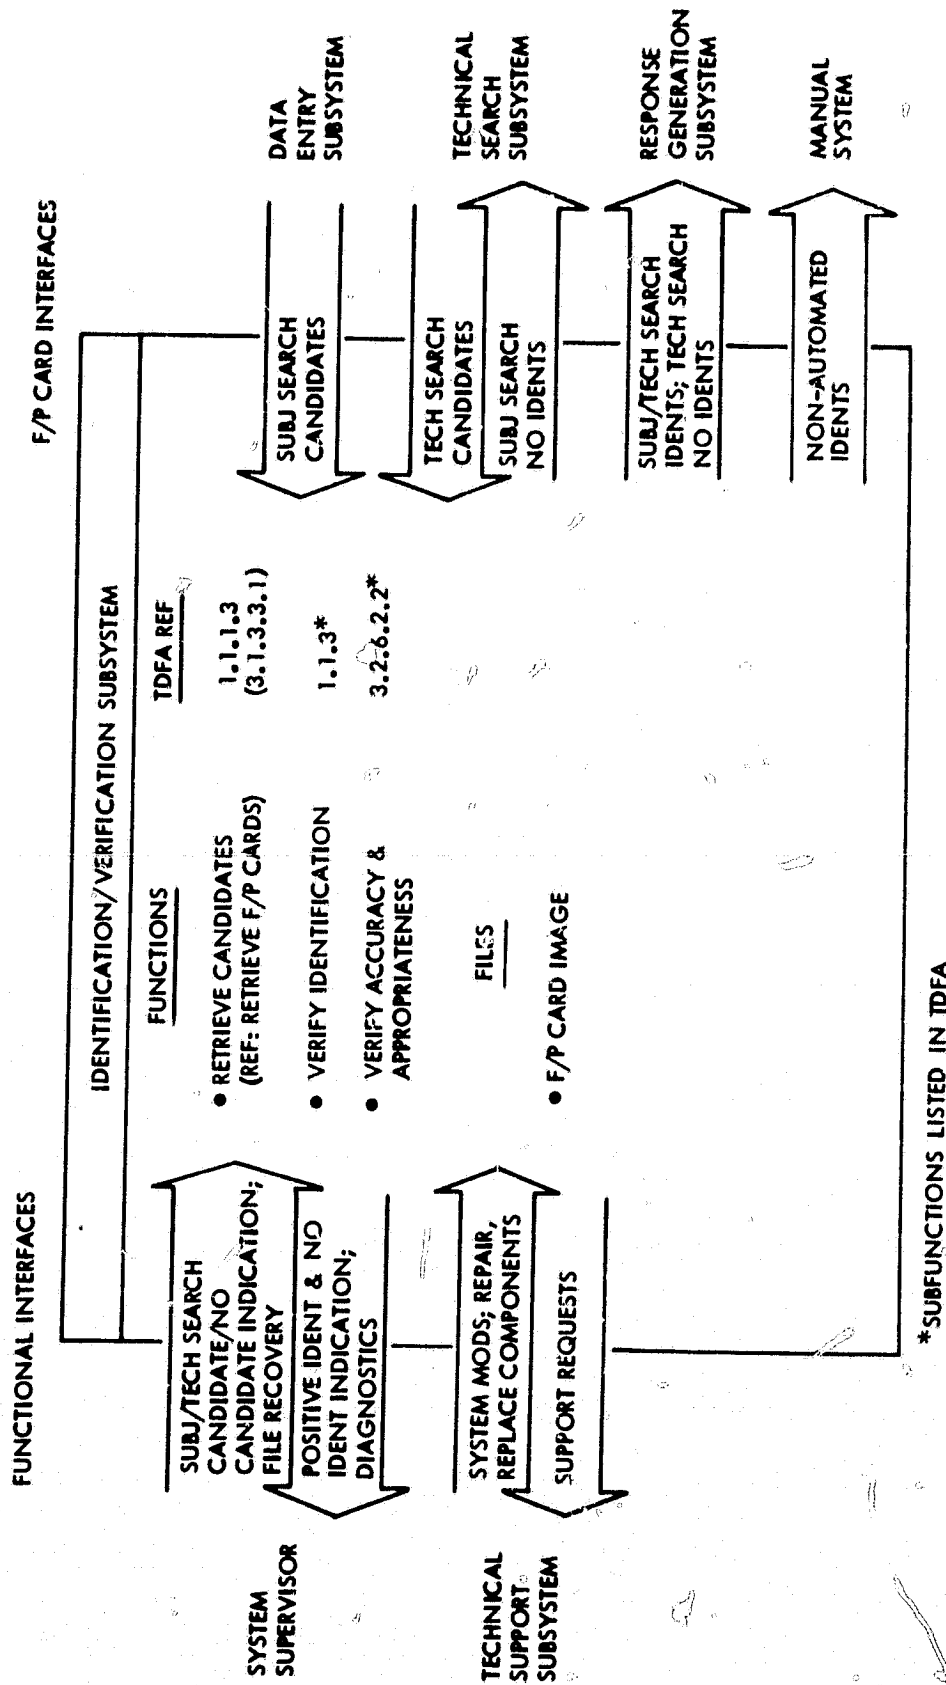 FUNCTIONAL INTERFACES
F/P CARD INTERFACES
IDENTIFICATION/VERIFICATION SUBSYSTEM
SYSTEM
SUPERVISOR
SUBJ/TECH SEARCH
CANDIDATE/NO
CANDIDATE INDICATION;
FILE RECOVERY
POSITIVE IDENT & NO
IDENT INDICATION;
DIAGNOSTICS
TECHNICAL
SUPPORT
SUBSYSTEM
SYSTEM MODS; REPAIR,
REPLACE COMPONENTS
SUPPORT REQUESTS
FUNCTIONS
• RETRIEVE CANDIDATES
(REF: RETRIEVE F/P CARDS)
• VERIFY IDENTIFICATION
• VERIFY ACCURACY &
APPROPRIATENESS
FILES
• F/P CARD IMAGE
TDFA REF
1.1.1.3
(3.1.3.3.1)
1.1.3*
3.2.6.2.2*
SUBJ SEARCH
CANDIDATES
DATA
ENTRY
SUBSYSTEM
TECH SEARCH
CANDIDATES
SUBJ SEARCH
NO IDENTS
TECHNICAL
SEARCH
SUBSYSTEM
SUBJ/TECH SEARCH
IDENTS; TECH SEARCH
NO IDENTS
RESPONSE
GENERATION
SUBSYSTEM
NON-AUTOMATED
IDENTS
MANUAL
SYSTEM
*SUBFUNCTIONS LISTED IN TDFA